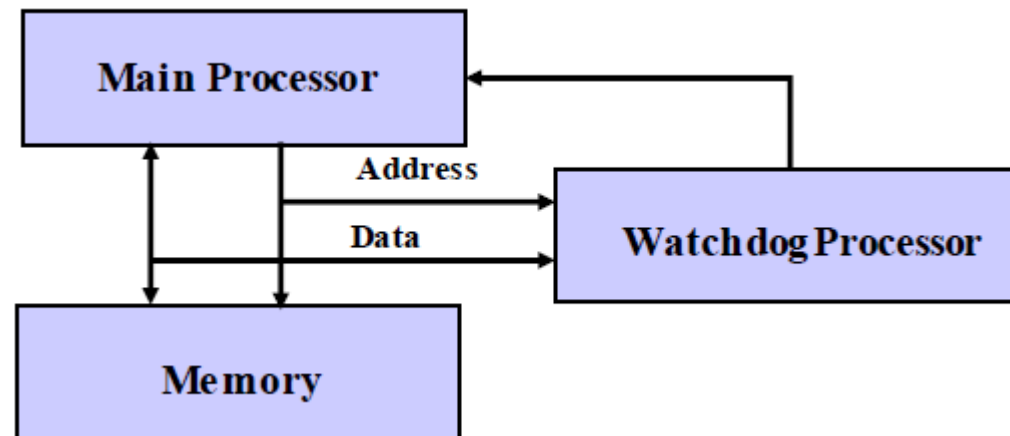 Main Processor
Address
Data
Watchdog Processor
Memory